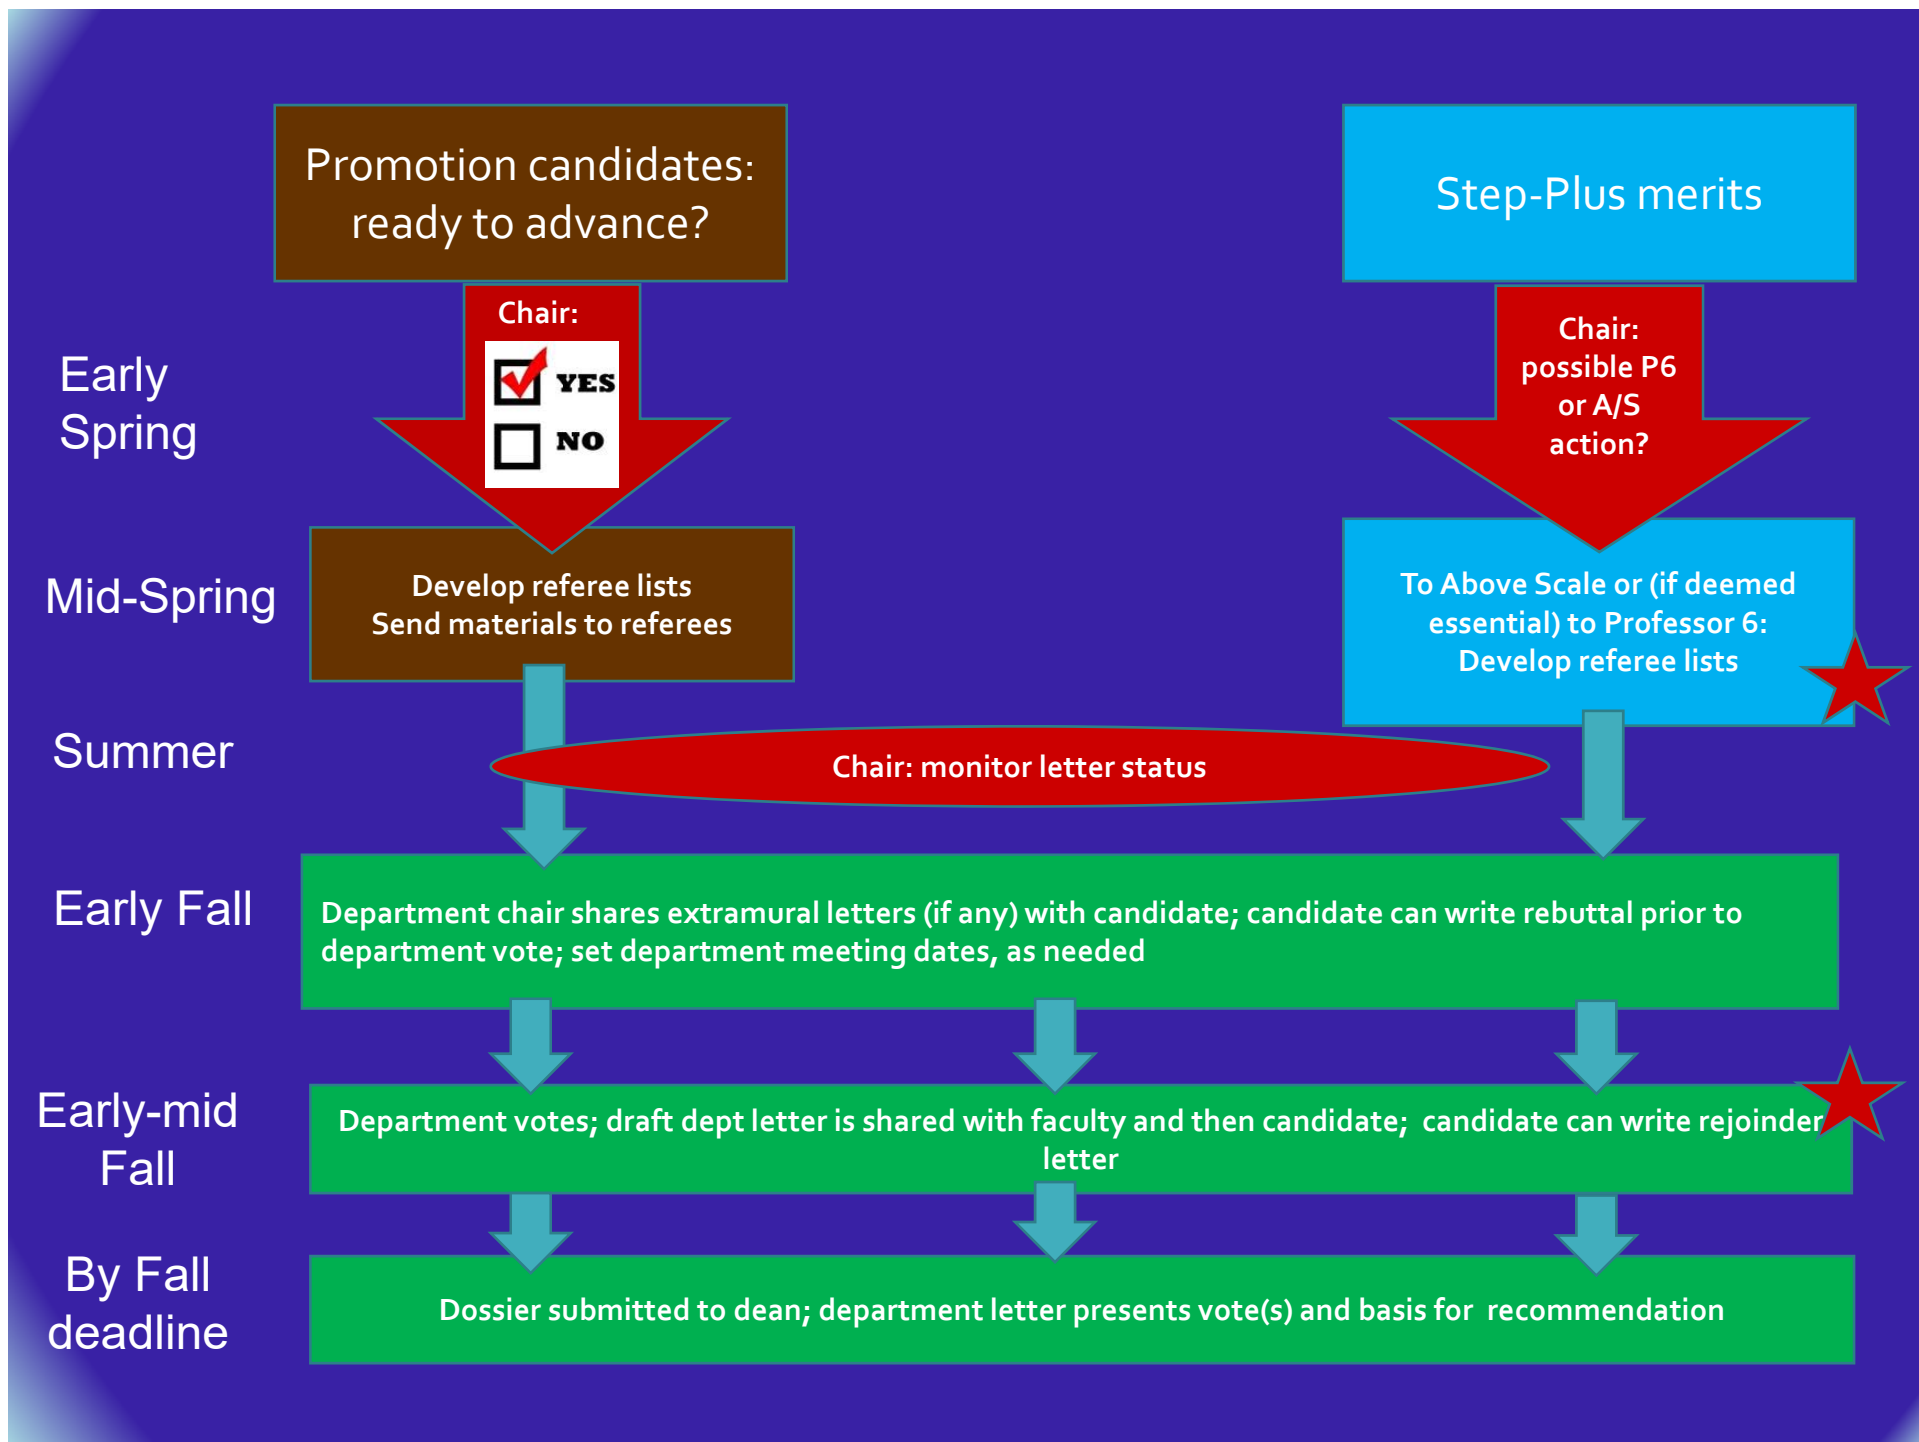 Promotion candidates:
ready to advance?
Step-Plus merits
Early
Spring
Chair:
YES
NO
Chair:
possible P6
or A/S
action?
Mid-Spring
Develop referee lists
Send materials to referees
To Above Scale or (if deemed
essential) to Professor 6:
Develop referee lists
Summer
Chair: monitor letter status
Early Fall
Department chair shares extramural letters (if any) with candidate; candidate can write rebuttal prior to
department vote; set department meeting dates, as needed
Early-mid
Fall
Department votes; draft dept letter is shared with faculty and then candidate; candidate can write rejoinder
letter
By Fall
deadline
Dossier submitted to dean; department letter presents vote(s) and basis for recommendation